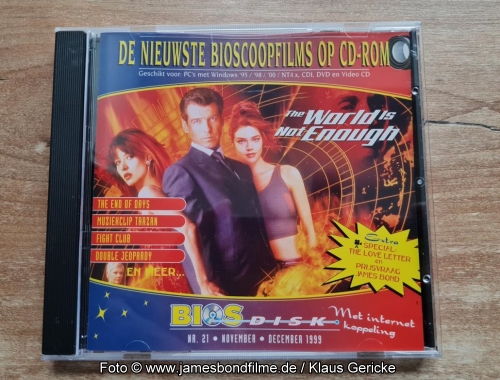 DE NIEUWSTE BIOSCOOPFILMS OP CD-ROM
Geschikt voor: PC's met Windows '95 / '98 / '00 / NT4.x, CDI, DVD en Video CD
The World is
Not Enough
THE END OF DAYS
MUZIEKCLIP TARZAN
FIGHT CLUB
DOUBLE JEOPARDY
EN MEER...
Extra
SPECIAL:
THE LOVE LETTER
en
PRIJSVRAAG
JAMES BOND
BIOS DISK
Met internet
koppeling
NR. 21 • NOVEMBER • DECEMBER 1999
Foto © www.jamesbondfilme.de / Klaus Gericke